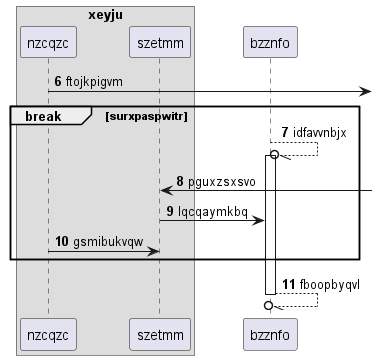 xeyju
nzcqzc szetmm bzznfo
6 ftojkpigvm
break [surxpaspwitr]
7 idfavvnbjx
8 pguxzsxsvo
9 lqcqaymkbq
10 gsmibukvqw
11 fboopbyqvl
nzcqzc szetmm bzznfo